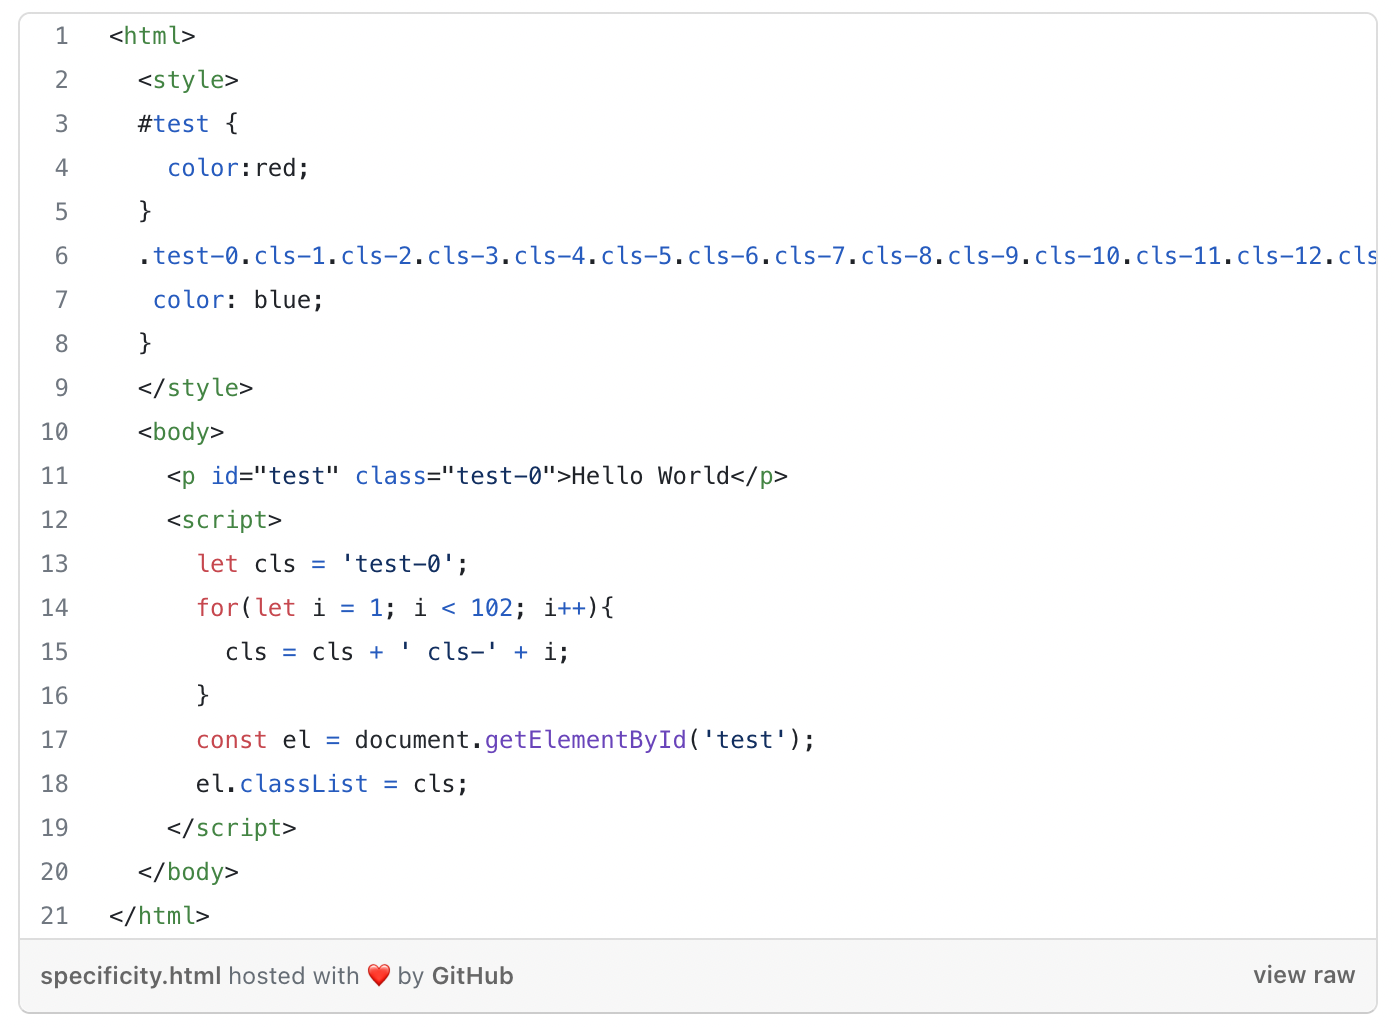 1 <html>
2 <style>
3 #test {
4 color:red;
5 }
6 .test-0.cls-1.cls-2.cls-3.cls-4.cls-5.cls-6.cls-7.cls-8.cls-9.cls-10.cls-11.cls-12.cls
7 color: blue;
8 }
9 </style>
10 <body>
11 <p id="test" class="test-0">Hello World</p>
12 <script>
13 let cls = 'test-0';
14 for(let i = 1; i < 102; i++){
15 cls = cls + ' cls-' + i;
16 }
17 const el = document.getElementById('test');
18 el.classList = cls;
19 </script>
20 </body>
21 </html>
specificity.html hosted with ❤ by GitHub view raw